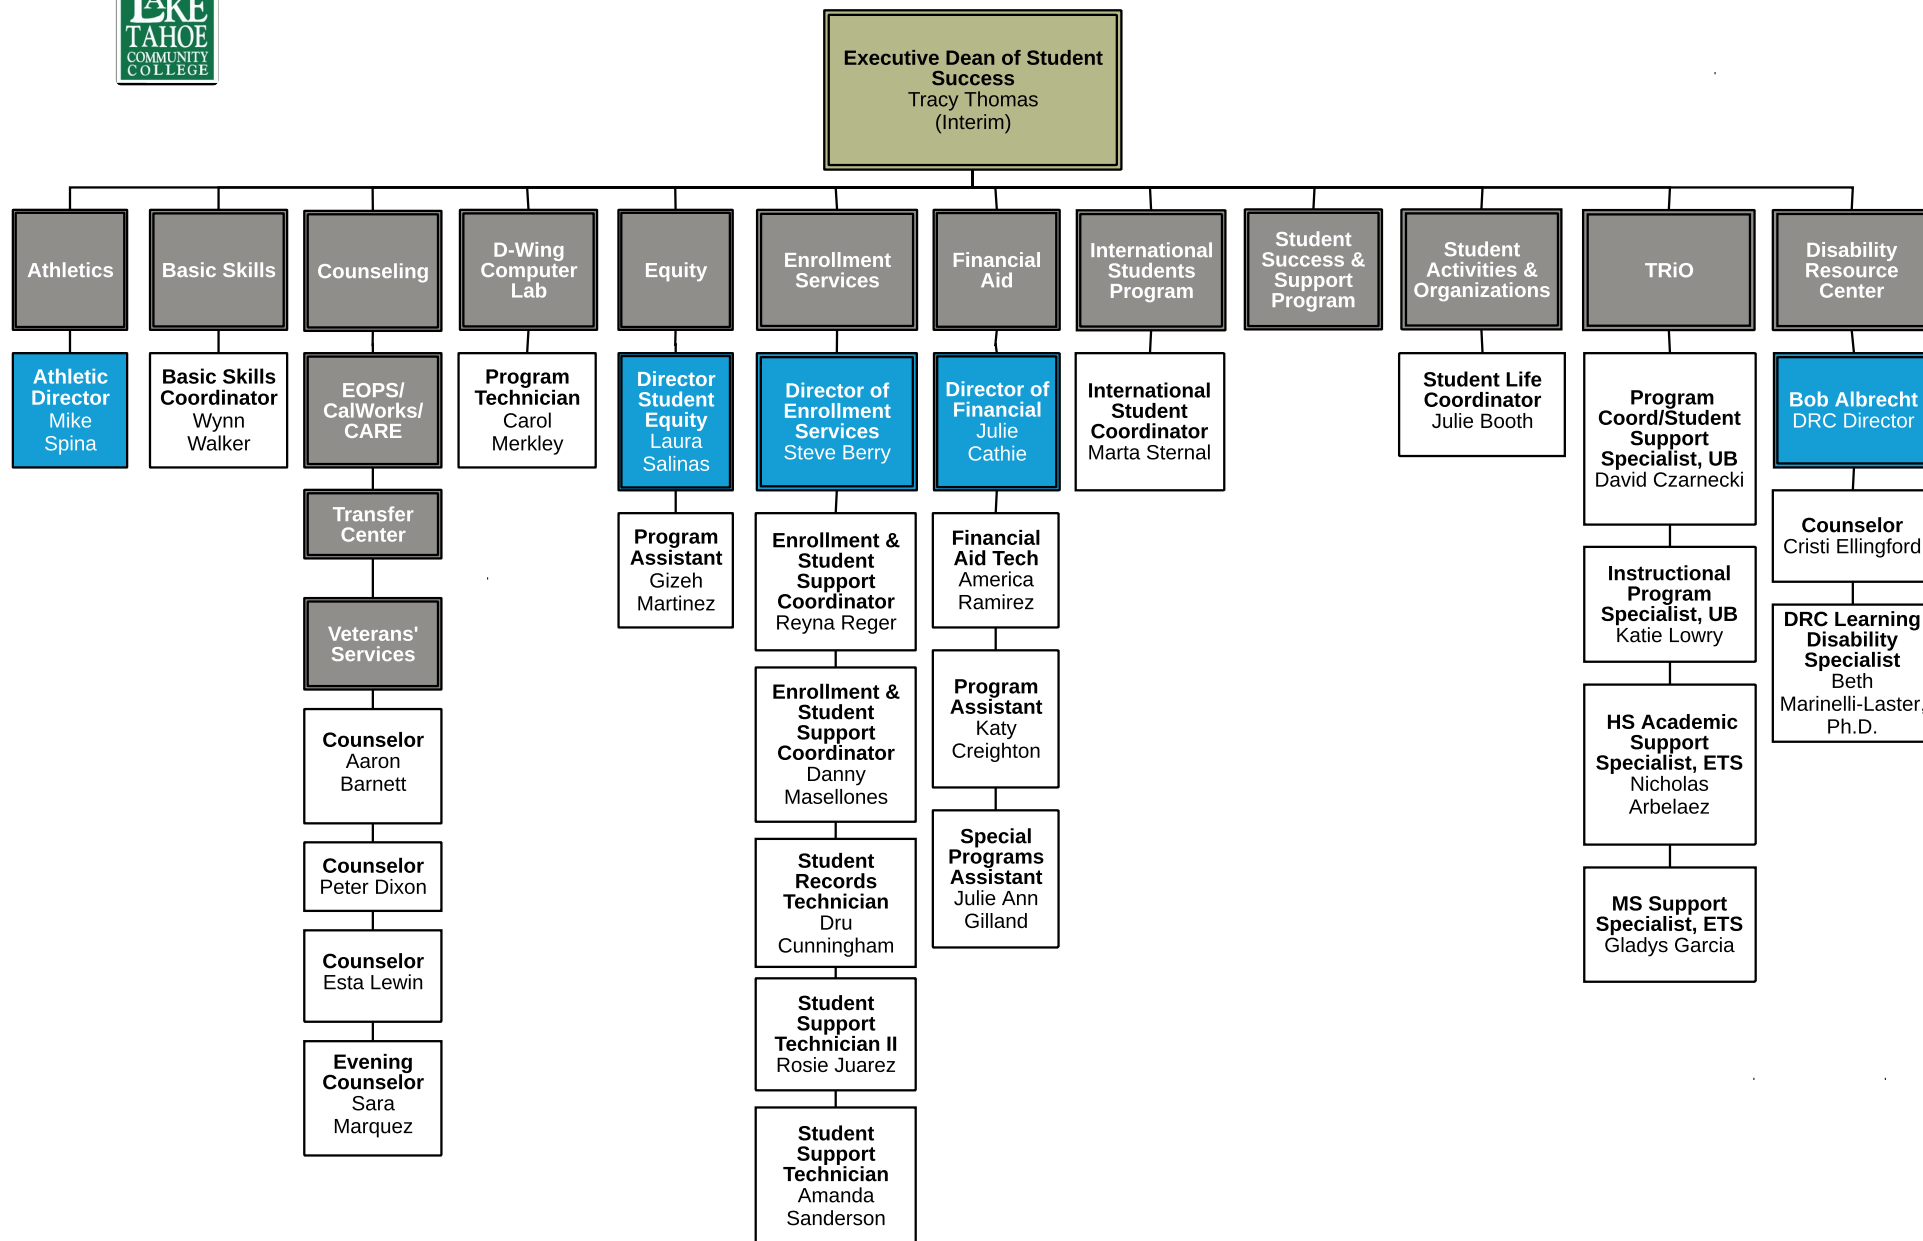 LAKE
TAHOE
COMMUNITY
COLLEGE
Executive Dean of Student
Success
Tracy Thomas
(Interim)
Athletics
Athletic
Director
Mike
Spina
Basic Skills
Basic Skills
Coordinator
Wynn
Walker
Counseling
EOPS/
CalWorks/
CARE
Transfer
Center
Veterans'
Services
Counselor
Aaron
Barnett
Counselor
Peter Dixon
Counselor
Esta Lewin
Evening
Counselor
Sara
Marquez
D-Wing
Computer
Lab
Program
Technician
Carol
Merkley
Equity
Director
Student
Equity
Laura
Salinas
Program
Assistant
Gizeh
Martinez
Enrollment
Services
Director of
Enrollment
Services
Steve Berry
Enrollment &
Student
Support
Coordinator
Reyna Reger
Enrollment &
Student
Support
Coordinator
Danny
Masellones
Student
Records
Technician
Dru
Cunningham
Student
Support
Technician II
Rosie Juarez
Student
Support
Technician
Amanda
Sanderson
Financial
Aid
Director of
Financial
Julie
Cathie
Financial
Aid Tech
America
Ramirez
Program
Assistant
Katy
Creighton
Special
Programs
Assistant
Julie Ann
Gilland
International
Students
Program
International
Student
Coordinator
Marta Sternal
Student
Success &
Support
Program
Student
Activities &
Organizations
Student Life
Coordinator
Julie Booth
TRiO
Program
Coord/Student
Support
Specialist, UB
David Czarnecki
Instructional
Program
Specialist, UB
Katie Lowry
HS Academic
Support
Specialist, ETS
Nicholas
Arbelaez
MS Support
Specialist, ETS
Gladys Garcia
Disability
Resource
Center
Bob Albrecht
DRC Director
Counselor
Cristi Ellingford
DRC Learning
Disability
Specialist
Beth
Marinelli-Laster,
Ph.D.